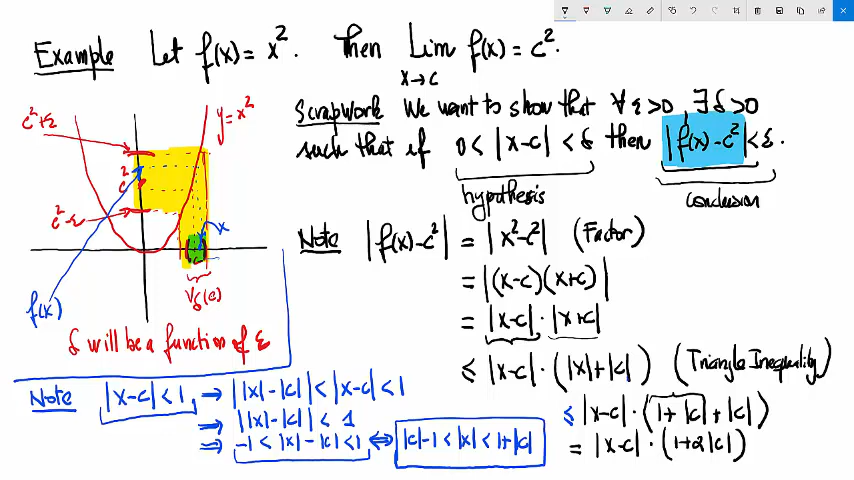 Example Let f(x) = x². Then Lim f(x) = c².
x→c
Scrapwork We want to show that ∀ ε>0 ∃ δ>0
such that if 0 < |x-c| < δ then |f(x)-c²| < ε.
hypothesis
conclusion
c²+ε
y=x²
c²
c²-ε
x
V_δ(c)
f(x)
δ will be a function of ε
Note |f(x)-c²| = |x²-c²| (Factor)
= |(x-c)(x+c)|
= |x-c| · |x+c|
≤ |x-c| · (|x|+|c|) (Triangle Inequality)
≤ |x-c| · (1+|c| + |c|)
= |x-c| · (1+2|c|)
Note |x-c| < 1 → ||x|-|c|| < |x-c| < 1
⇒ ||x|-|c|| < 1
⇒ -1 < |x|-|c| < 1 ⇔ |c|-1 < |x| < 1+|c|